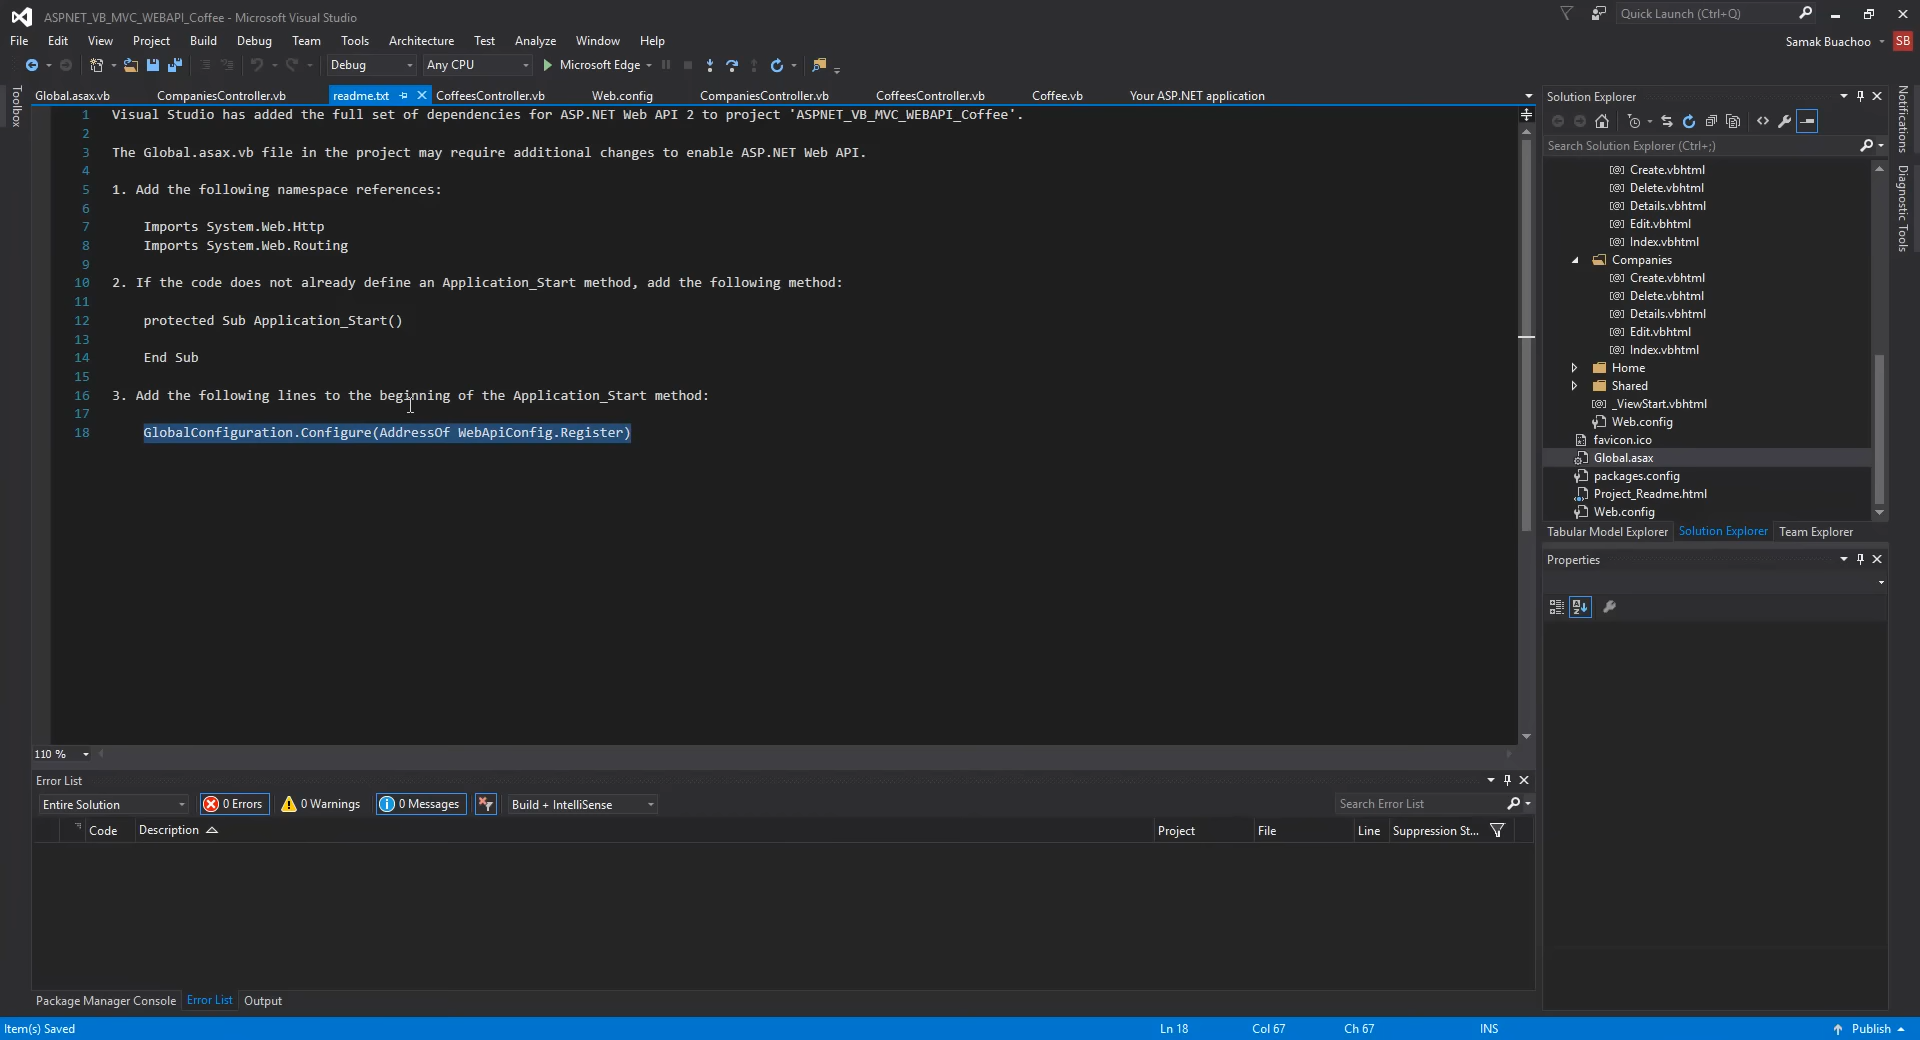 ASPNET_VB_MVC_WEBAPI_Coffee - Microsoft Visual Studio
Quick Launch (Ctrl+Q)
File Edit View Project Build Debug Team Tools Architecture Test Analyze Window Help
Samak Buachoo SB
Debug Any CPU Microsoft Edge
Toolbox
Global.asax.vb CompaniesController.vb readme.txt CoffeesController.vb Web.config CompaniesController.vb CoffeesController.vb Coffee.vb Your ASP.NET application
1 Visual Studio has added the full set of dependencies for ASP.NET Web API 2 to project 'ASPNET_VB_MVC_WEBAPI_Coffee'.
2
3 The Global.asax.vb file in the project may require additional changes to enable ASP.NET Web API.
4
5 1. Add the following namespace references:
6
7 Imports System.Web.Http
8 Imports System.Web.Routing
9
10 2. If the code does not already define an Application_Start method, add the following method:
11
12 protected Sub Application_Start()
13
14 End Sub
15
16 3. Add the following lines to the beginning of the Application_Start method:
17
18 GlobalConfiguration.Configure(AddressOf WebApiConfig.Register)
110 %
Solution Explorer
Search Solution Explorer (Ctrl+;)
Create.vbhtml
Delete.vbhtml
Details.vbhtml
Edit.vbhtml
Index.vbhtml
Companies
Create.vbhtml
Delete.vbhtml
Details.vbhtml
Edit.vbhtml
Index.vbhtml
Home
Shared
_ViewStart.vbhtml
Web.config
favicon.ico
Global.asax
packages.config
Project_Readme.html
Web.config
Tabular Model Explorer Solution Explorer Team Explorer
Properties
Notifications
Diagnostic Tools
Error List
Entire Solution 0 Errors 0 Warnings 0 Messages Build + IntelliSense Search Error List
Code Description Project File Line Suppression St...
Package Manager Console Error List Output
Item(s) Saved Ln 18 Col 67 Ch 67 INS Publish